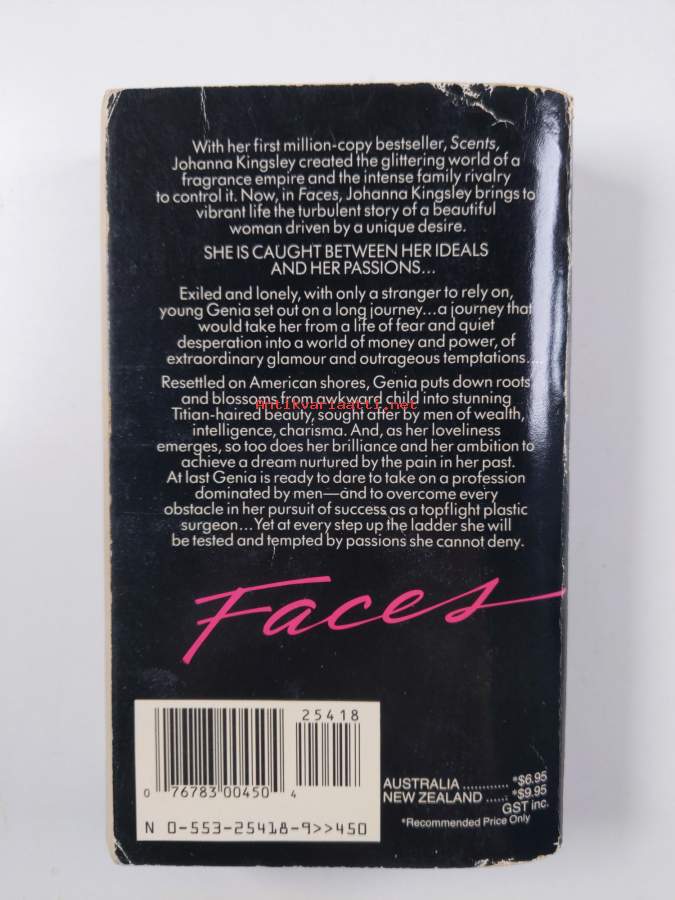 With her first million-copy bestseller, Scents,
Johanna Kingsley created the glittering world of a
fragrance empire and the intense family rivalry
to control it. Now, in Faces, Johanna Kingsley brings to
vibrant life the turbulent story of a beautiful
woman driven by a unique desire.
SHE IS CAUGHT BETWEEN HER IDEALS
AND HER PASSIONS...
Exiled and lonely, with only a stranger to rely on,
young Genia set out on a long journey...a journey that
would take her from a life of fear and quiet
desperation into a world of money and power, of
extraordinary glamour and outrageous temptations....
Resettled on American shores, Genia puts down roots
and blossoms from awkward child into stunning
Antikvariaatti.net
Titian-haired beauty, sought after by men of wealth,
intelligence, charisma. And, as her loveliness
emerges, so too does her brilliance and her ambition to
achieve a dream nurtured by the pain in her past.
At last Genia is ready to dare to take on a profession
dominated by men—and to overcome every
obstacle in her pursuit of success as a topflight plastic
surgeon...Yet at every step up the ladder she will
be tested and tempted by passions she cannot deny.
Faces
25418
0 76783 00450 4
N 0-553-25418-9>>450
AUSTRALIA ............ *$6.95
NEW ZEALAND ..... *$9.95
GST inc.
*Recommended Price Only